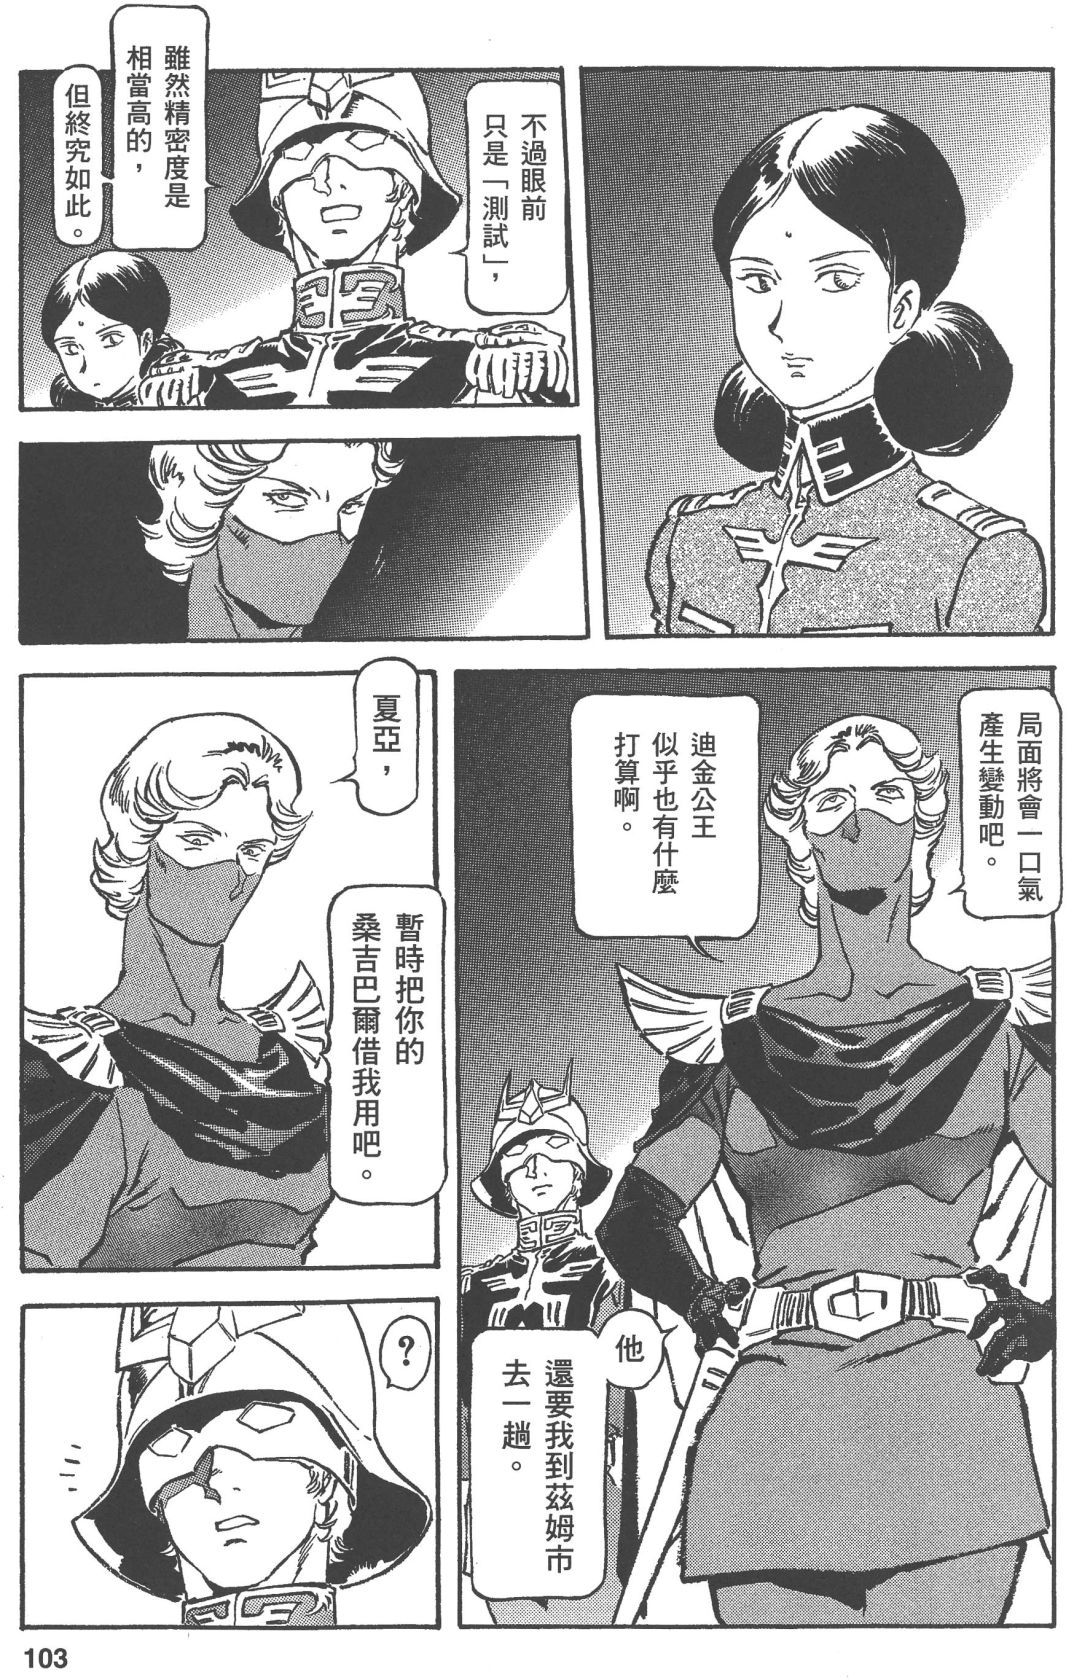 不過眼前
只是「測試」，
雖然精密度是
相當高的，
但終究如此。
局面將會一口氣
產生變動吧。
迪金公王
似乎也有什麼
打算啊。
他
還要我到茲姆市
去一趟。
夏亞，
暫時把你的
桑吉巴爾借我用吧。
？
103